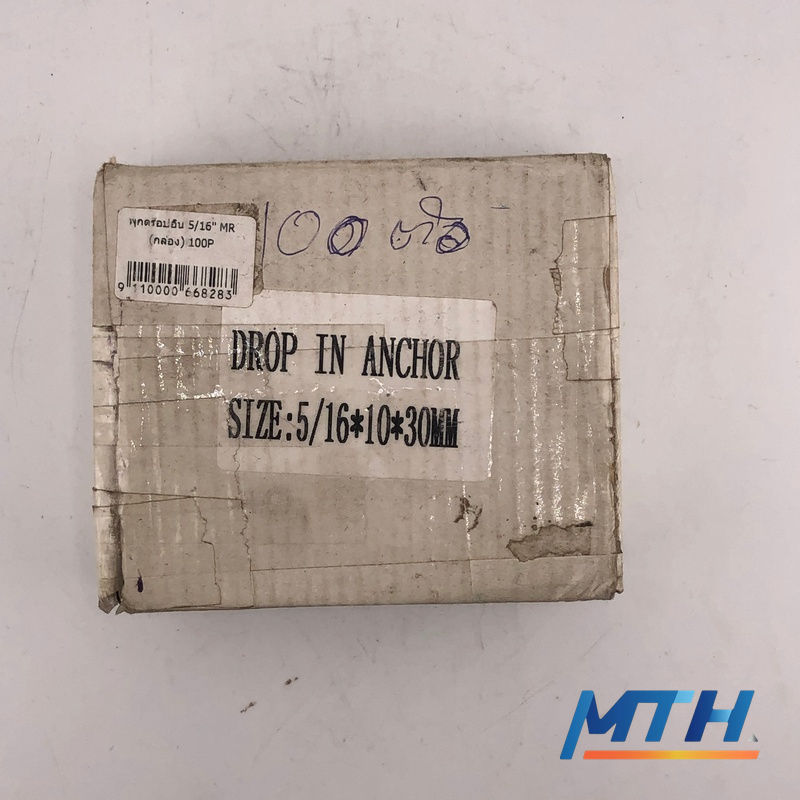 พุกดรอปอิน 5/16" MR
(กล่อง) 100P
9 110000 668283
100 ตัว
DROP IN ANCHOR
SIZE:5/16*10*30MM
MTH